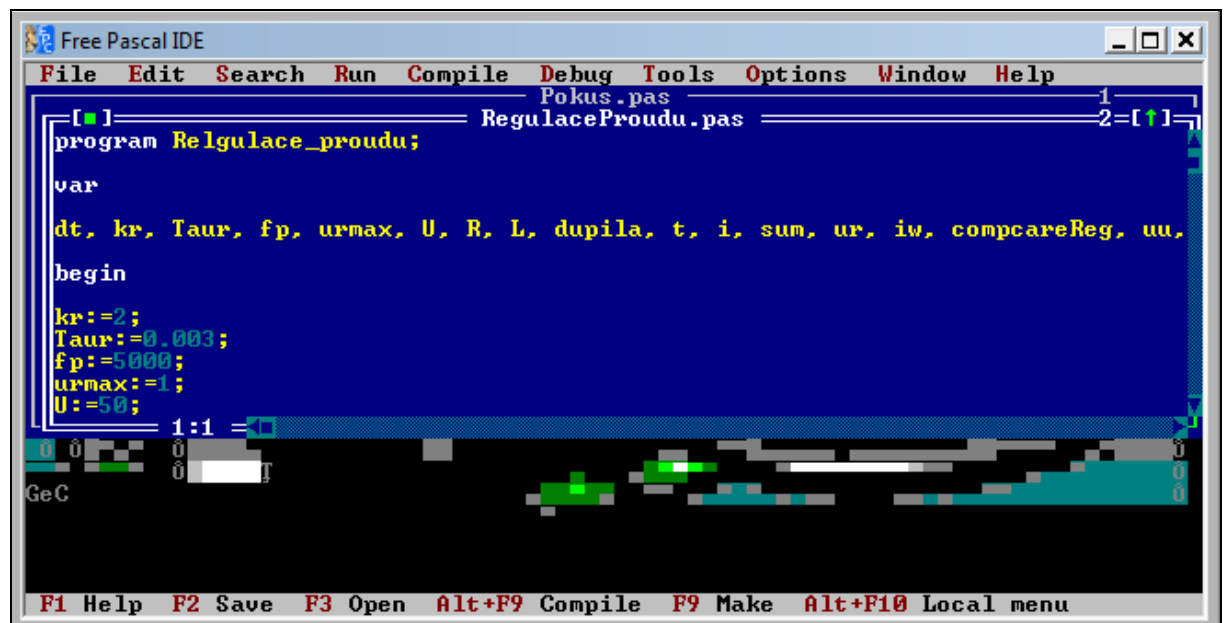 Free Pascal IDE
File Edit Search Run Compile Debug Tools Options Window Help
Pokus.pas 1
[■] RegulaceProudu.pas 2=[↑]
program Relgulace_proudu;
var
dt, kr, Taur, fp, urmax, U, R, L, dupila, t, i, sum, ur, iw, compcareReg, uu,
begin
kr:=2;
Taur:=0.003;
fp:=5000;
urmax:=1;
U:=50;
1:1
GeC
F1 Help F2 Save F3 Open Alt+F9 Compile F9 Make Alt+F10 Local menu